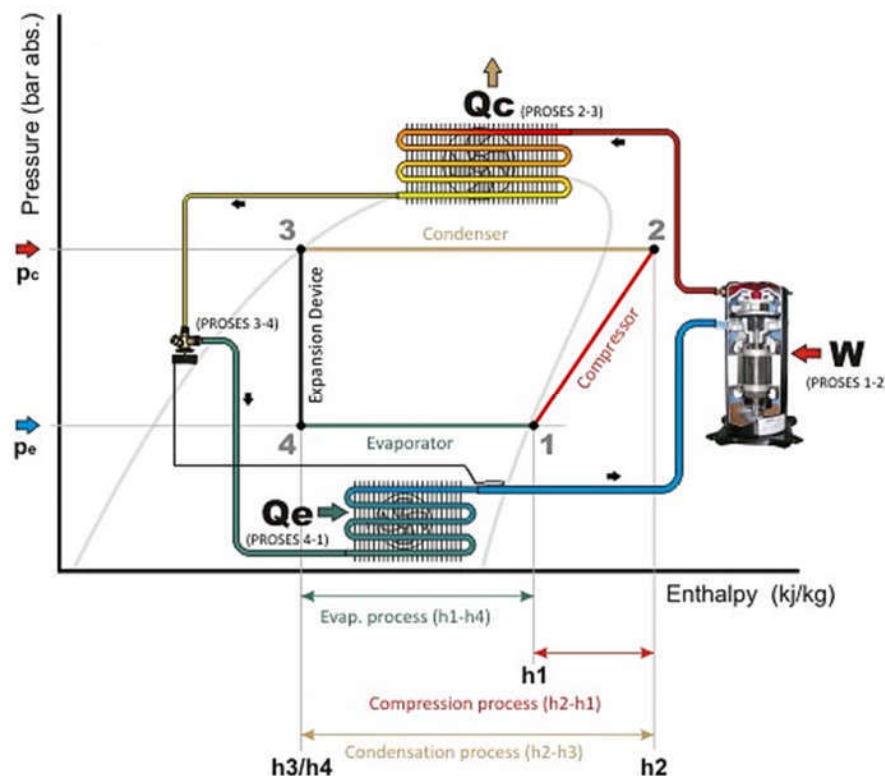 Pressure (bar abs.)
Qc (PROSES 2-3)
3
Condenser
2
pc
(PROSES 3-4)
Expansion Device
Compressor
W
(PROSES 1-2)
pe
4
Evaporator
1
Qe
(PROSES 4-1)
Enthalpy (kj/kg)
Evap. process (h1-h4)
h1
Compression process (h2-h1)
Condensation process (h2-h3)
h3/h4
h2